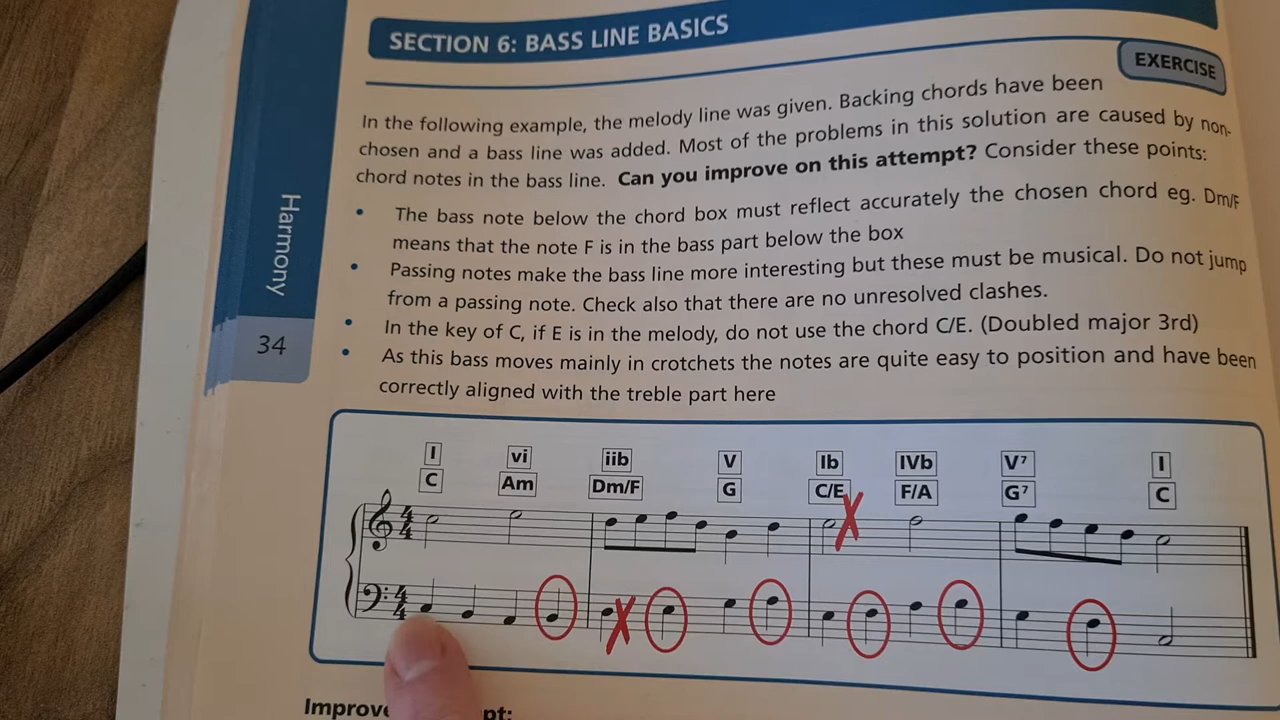 SECTION 6: BASS LINE BASICS
EXERCISE
In the following example, the melody line was given. Backing chords have been
chosen and a bass line was added. Most of the problems in this solution are caused by non-
chord notes in the bass line. Can you improve on this attempt? Consider these points:
• The bass note below the chord box must reflect accurately the chosen chord eg. Dm/F
means that the note F is in the bass part below the box
• Passing notes make the bass line more interesting but these must be musical. Do not jump
from a passing note. Check also that there are no unresolved clashes.
• In the key of C, if E is in the melody, do not use the chord C/E. (Doubled major 3rd)
• As this bass moves mainly in crotchets the notes are quite easy to position and have been
correctly aligned with the treble part here
Harmony
34
I vi iib V Ib IVb V⁷ I
C Am Dm/F G C/E F/A G⁷ C
4
4
4
4